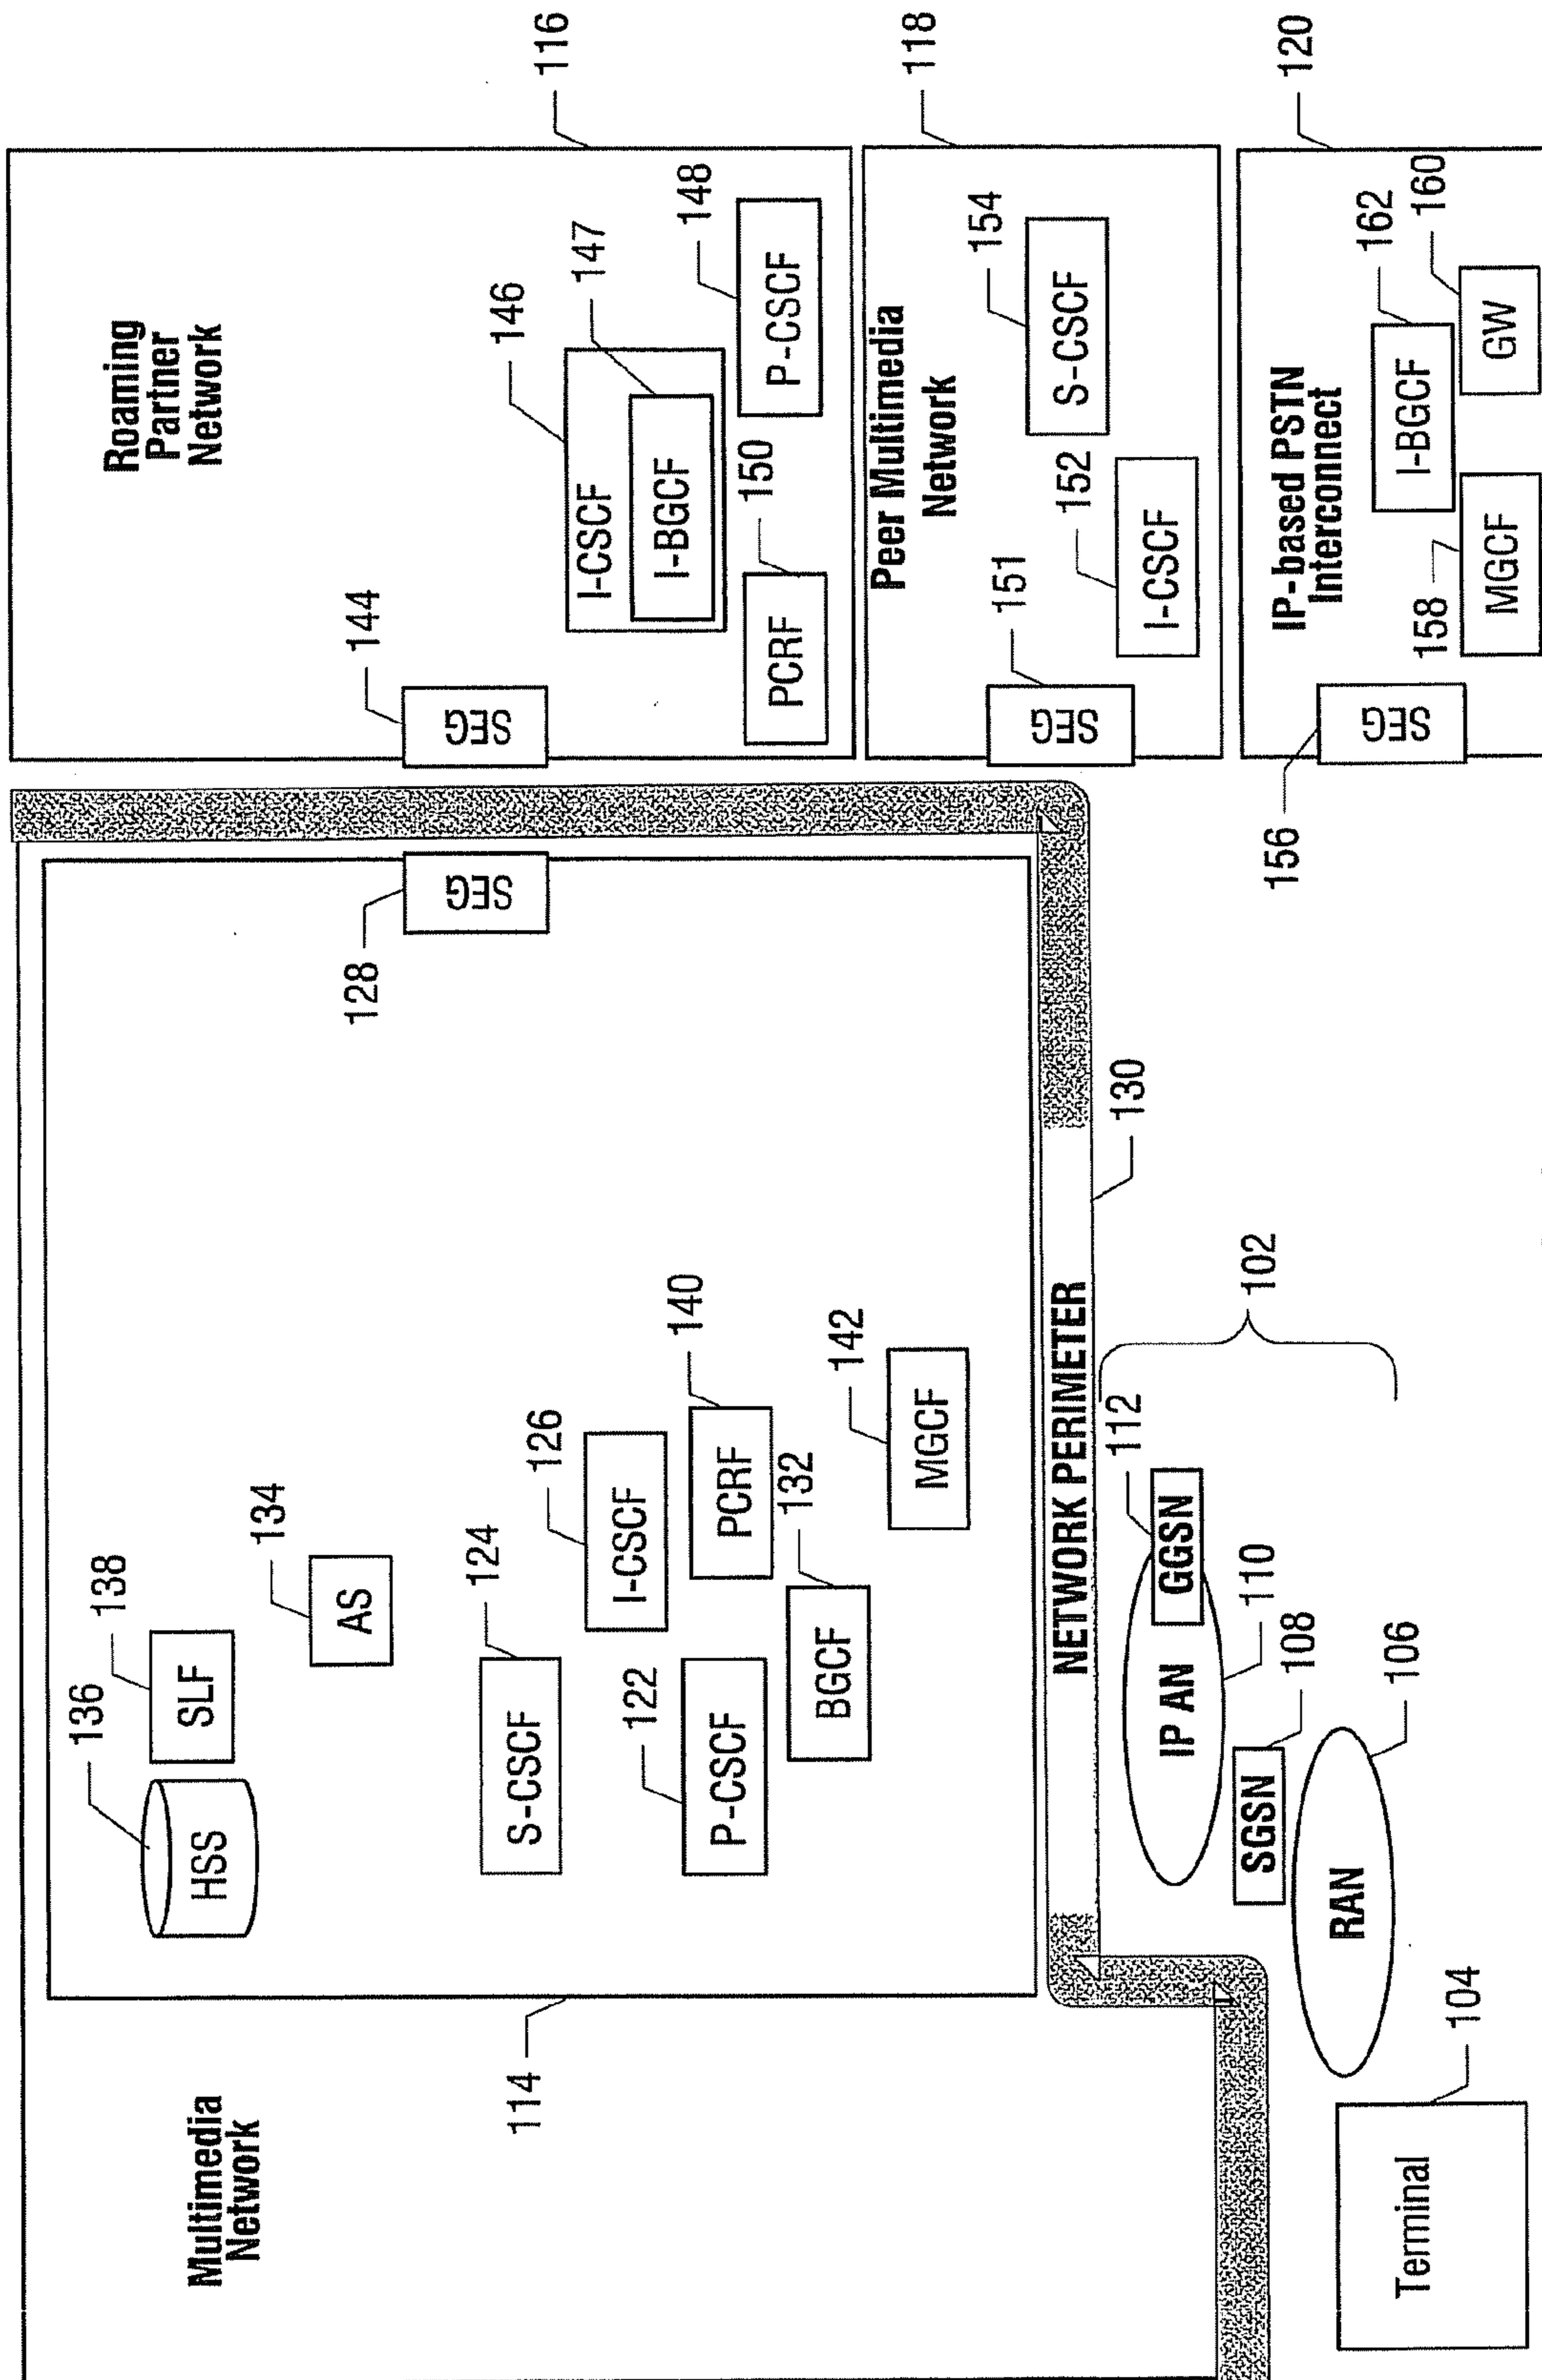 Multimedia
Network
114
136
HSS
138
SLF
134
AS
124
S-CSCF
126
I-CSCF
122
P-CSCF
140
PCRF
132
BGCF
142
MGCF
128
SEG
NETWORK PERIMETER
130
Roaming
Partner
Network
116
144
SEG
146
I-CSCF
147
I-BGCF
148
P-CSCF
150
PCRF
Peer Multimedia
Network
118
151
SEG
152
I-CSCF
154
S-CSCF
IP-based PSTN
Interconnect
120
156
SEG
158
MGCF
162
I-BGCF
160
GW
102
112
GGSN
IP AN
110
SGSN
108
RAN
106
Terminal
104